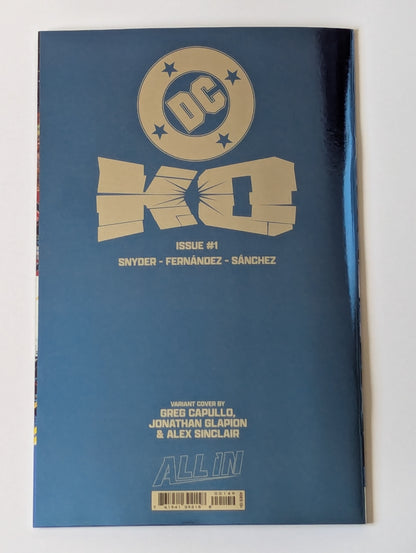 DC
KO
ISSUE #1
SNYDER - FERNÁNDEZ - SÁNCHEZ
VARIANT COVER BY
GREG CAPULLO,
JONATHAN GLAPION
& ALEX SINCLAIR
ALL IN